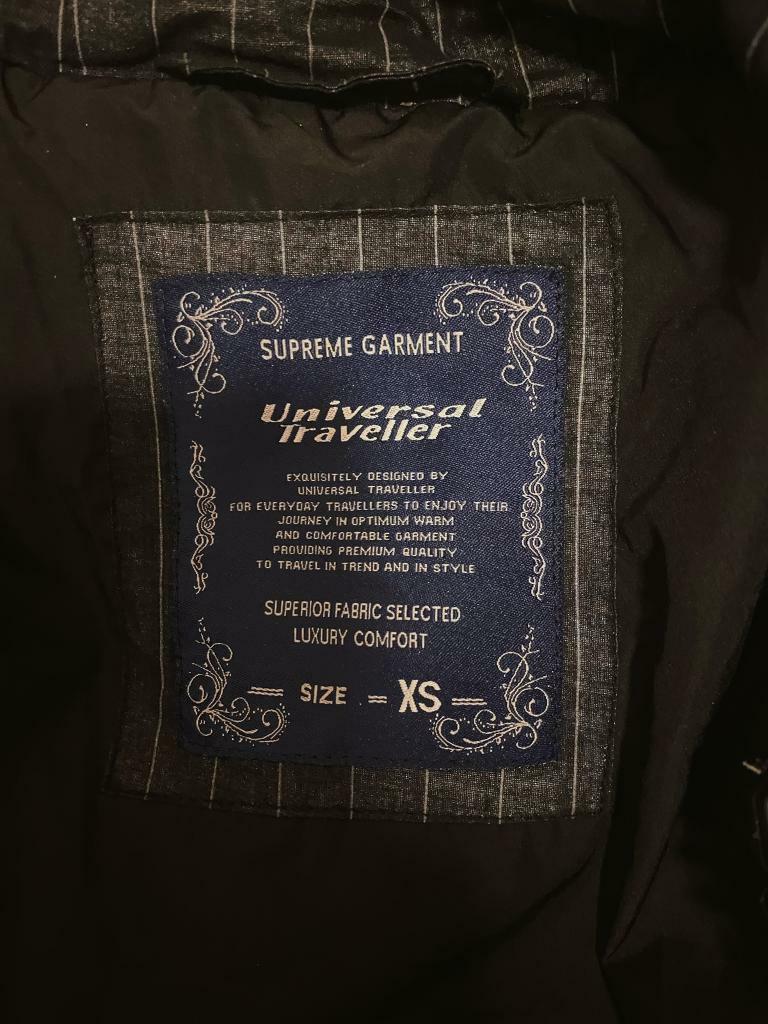 SUPREME GARMENT
Universal
Traveller
EXQUISITELY DESIGNED BY
UNIVERSAL TRAVELLER
FOR EVERYDAY TRAVELLERS TO ENJOY THEIR
JOURNEY IN OPTIMUM WARM
AND COMFORTABLE GARMENT
PROVIDING PREMIUM QUALITY
TO TRAVEL IN TREND AND IN STYLE
SUPERIOR FABRIC SELECTED
LUXURY COMFORT
SIZE = XS